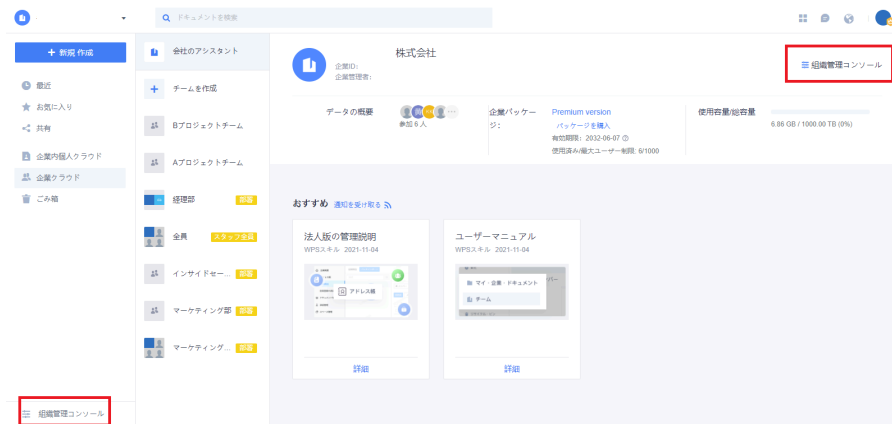 ドキュメントを検索
+ 新規 作成
最近
お気に入り
共有
企業内個人クラウド
企業クラウド
ごみ箱
組織管理コンソール
会社のアシスタント
チームを作成
Bプロジェクトチーム
Aプロジェクトチーム
経理部 部署
全員 スタッフ全員
インサイドセー... 部署
マーケティング部 部署
マーケティング... 部署
株式会社
企業ID:
企業管理者:
組織管理コンソール
データの概要
参加 6 人
企業パッケー
ジ:
Premium version
パッケージを購入
有効期限: 2032-06-07
使用済み/最大ユーザー制限: 6/1000
使用容量/総容量
6.86 GB / 1000.00 TB (0%)
おすすめ 通知を受け取る
法人版の管理説明
WPSスキル 2021-11-04
アドレス帳
詳細
ユーザーマニュアル
WPSスキル 2021-11-04
マイ・企業・ドキュメント
チーム
詳細